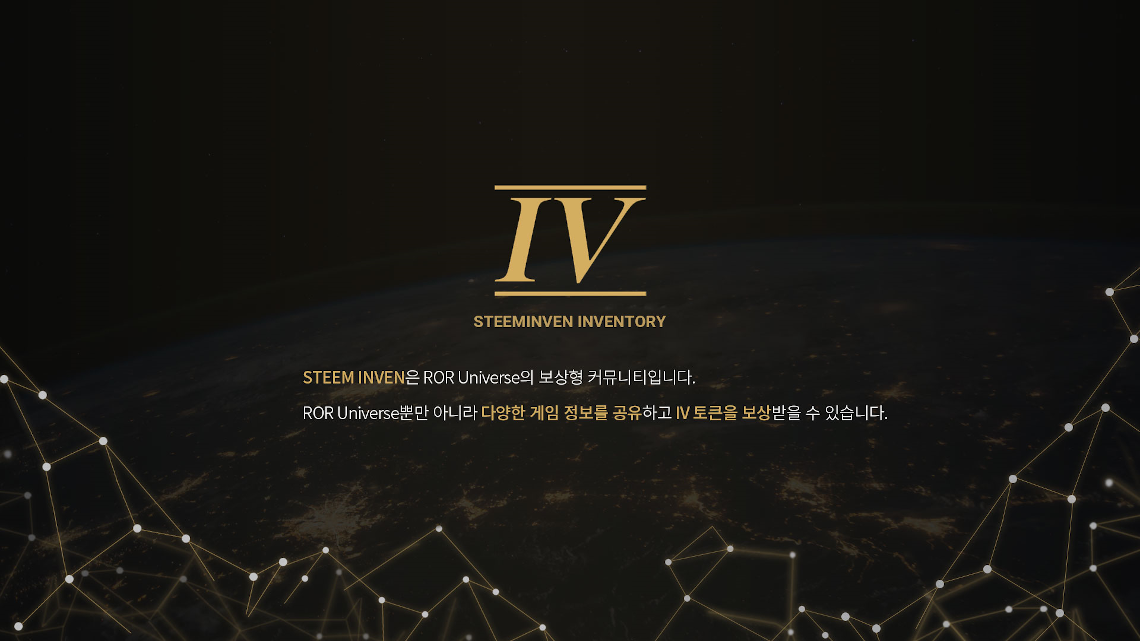 IV
STEEMINVEN INVENTORY
STEEM INVEN은 ROR Universe의 보상형 커뮤니티입니다.
ROR Universe뿐만 아니라 다양한 게임 정보를 공유하고 IV 토큰을 보상받을 수 있습니다.